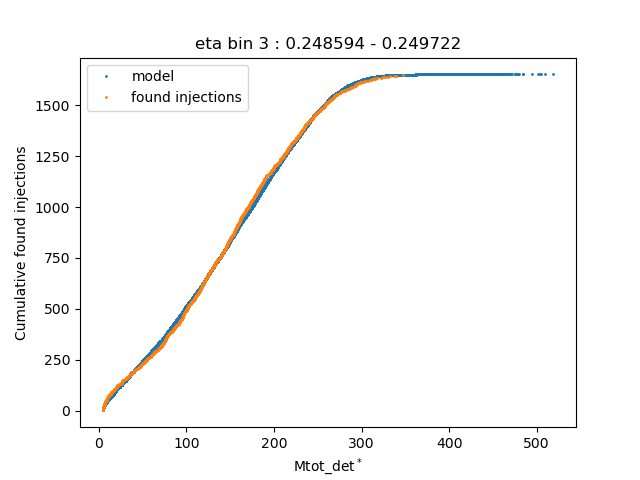 eta bin 3 : 0.248594 - 0.249722
model
found injections
Cumulative found injections
1500
1250
1000
750
500
250
0
0 100 200 300 400 500
Mtot_det*